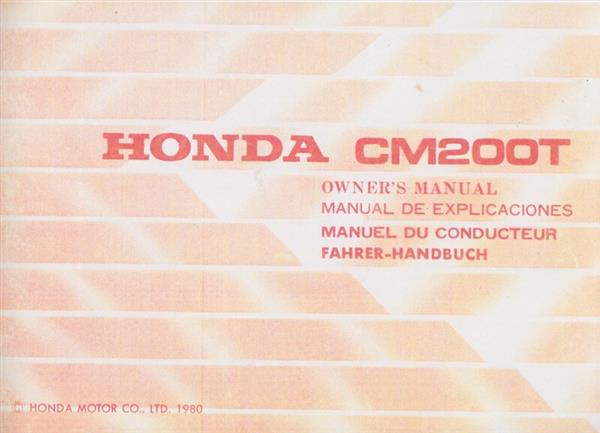 HONDA CM200T
OWNER'S MANUAL
MANUAL DE EXPLICACIONES
MANUEL DU CONDUCTEUR
FAHRER-HANDBUCH
© HONDA MOTOR CO., LTD. 1980